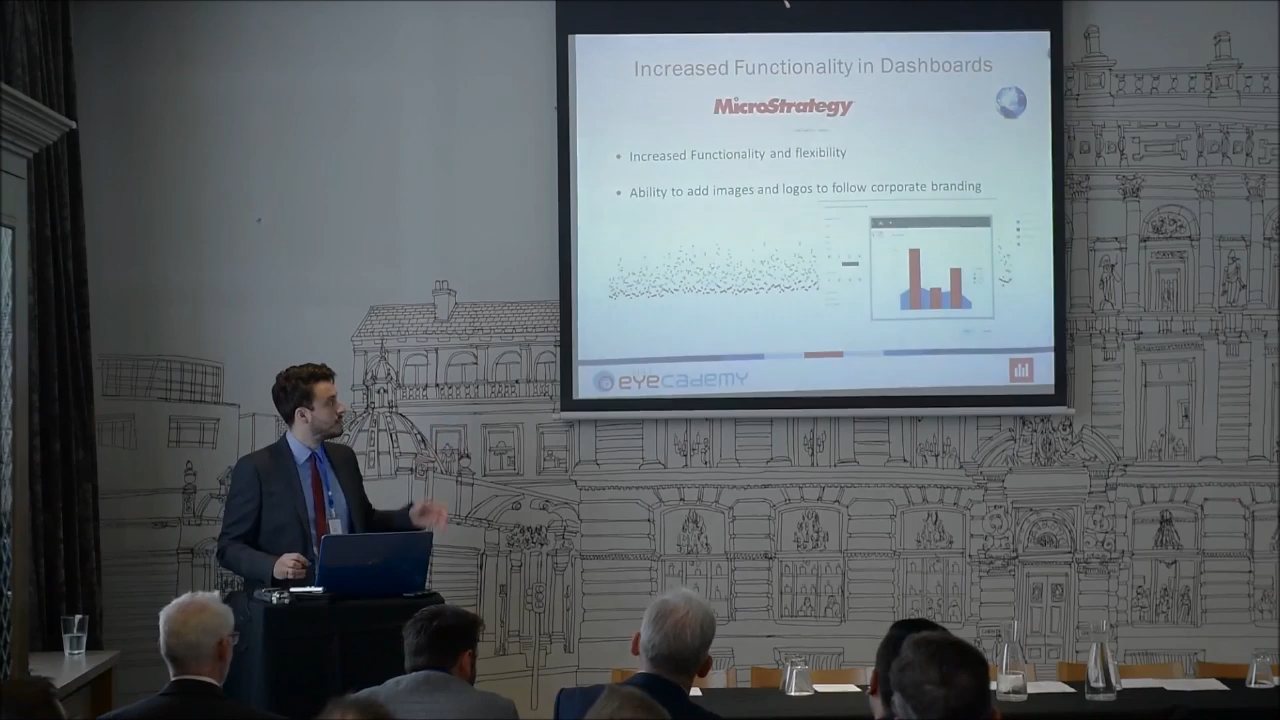 Increased Functionality in Dashboards
MicroStrategy
• Increased Functionality and flexibility
• Ability to add images and logos to follow corporate branding
eyecademy